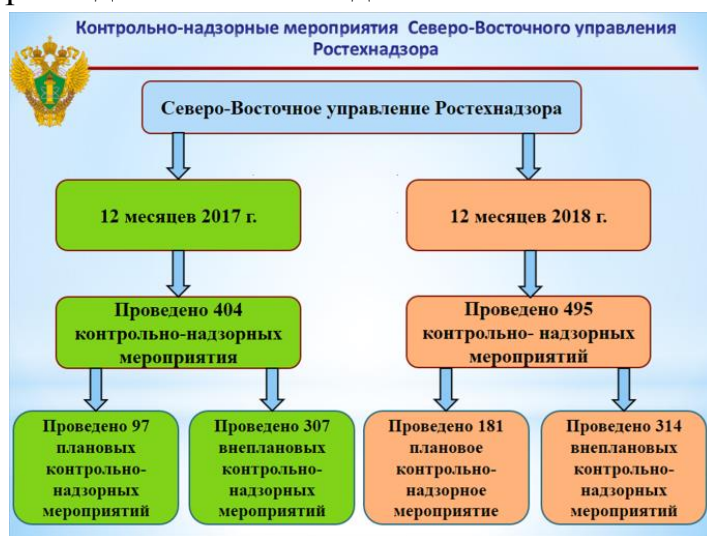 Контрольно-надзорные мероприятия Северо-Восточного управления
Ростехнадзора
Северо-Восточное управление Ростехнадзора
12 месяцев 2017 г.
12 месяцев 2018 г.
Проведено 404
контрольно-надзорных
мероприятия
Проведено 495
контрольно- надзорных
мероприятий
Проведено 97
плановых
контрольно-
надзорных
мероприятий
Проведено 307
внеплановых
контрольно-
надзорных
мероприятий
Проведено 181
плановое
контрольно-
надзорное
мероприятие
Проведено 314
внеплановых
контрольно-
надзорных
мероприятий